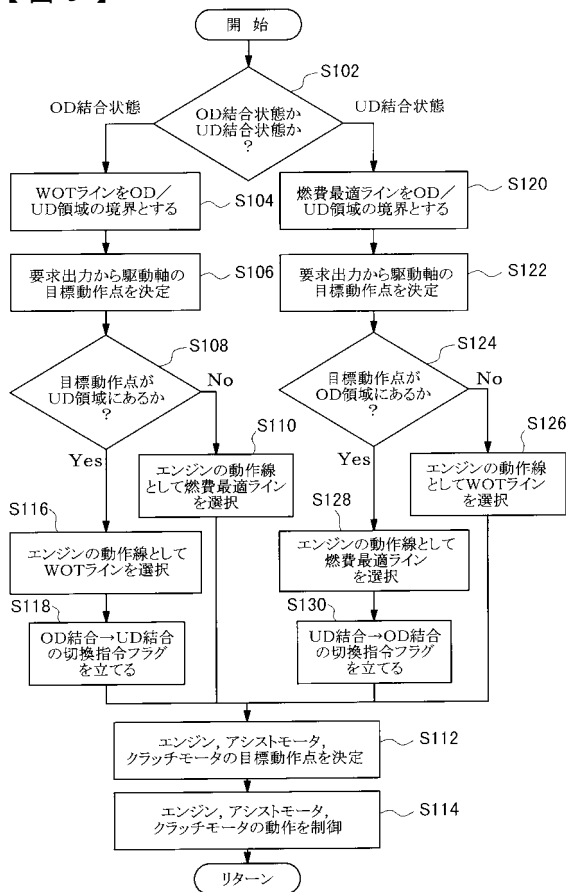 開 始
S102
OD結合状態
UD結合状態
OD結合状態か
UD結合状態か
?
WOTラインをOD／
UD領域の境界とする
S104
燃費最適ラインをOD／
UD領域の境界とする
S120
要求出力から駆動軸の
目標動作点を決定
S106
要求出力から駆動軸の
目標動作点を決定
S122
S108
目標動作点が
UD領域にあるか
?
No
Yes
S124
目標動作点が
OD領域にあるか
?
No
Yes
S110
エンジンの動作線
として燃費最適ライン
を選択
S126
エンジンの動作線
としてWOTライン
を選択
S116
エンジンの動作線として
WOTラインを選択
S128
エンジンの動作線として
燃費最適ライン
を選択
S118
OD結合→UD結合
の切換指令フラグ
を立てる
S130
UD結合→OD結合
の切換指令フラグ
を立てる
エンジン, アシストモータ,
クラッチモータの目標動作点を決定
S112
エンジン, アシストモータ,
クラッチモータの動作を制御
S114
リターン